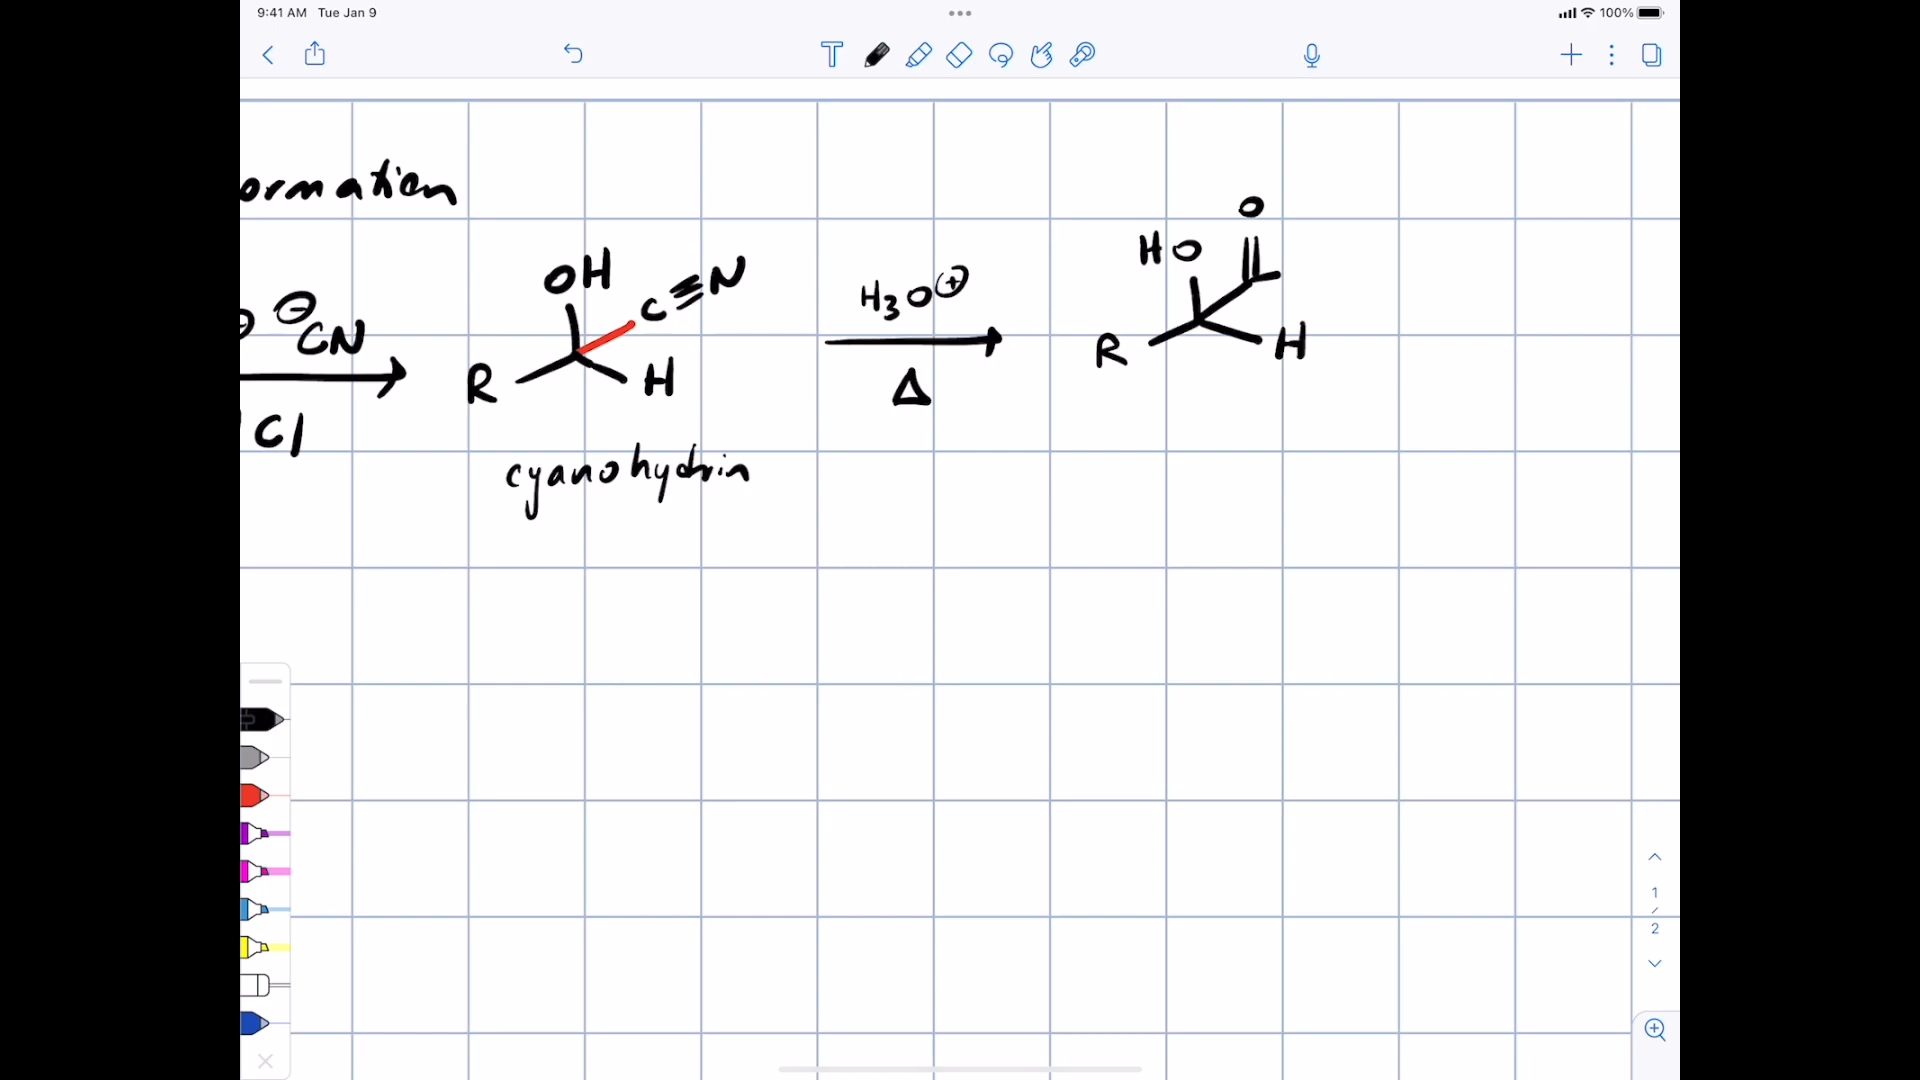 9:41 AM Tue Jan 9
100%
T
ormation
⊖CN
Cl
OH
C≡N
R
H
cyanohydrin
H₃O⊕
Δ
O
HO
R
H
1
/
2